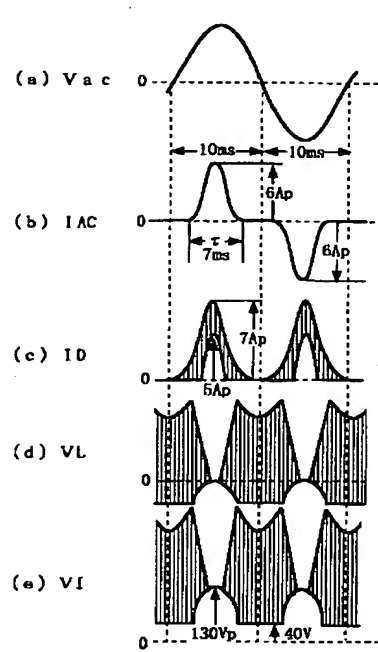 (a) Vac
0
10ms 10ms
6Ap
(b) IAC
0
τ
7ms
6Ap
(c) ID
7Ap
0
5Ap
(d) VL
0
(e) VI
130Vp
40V
0